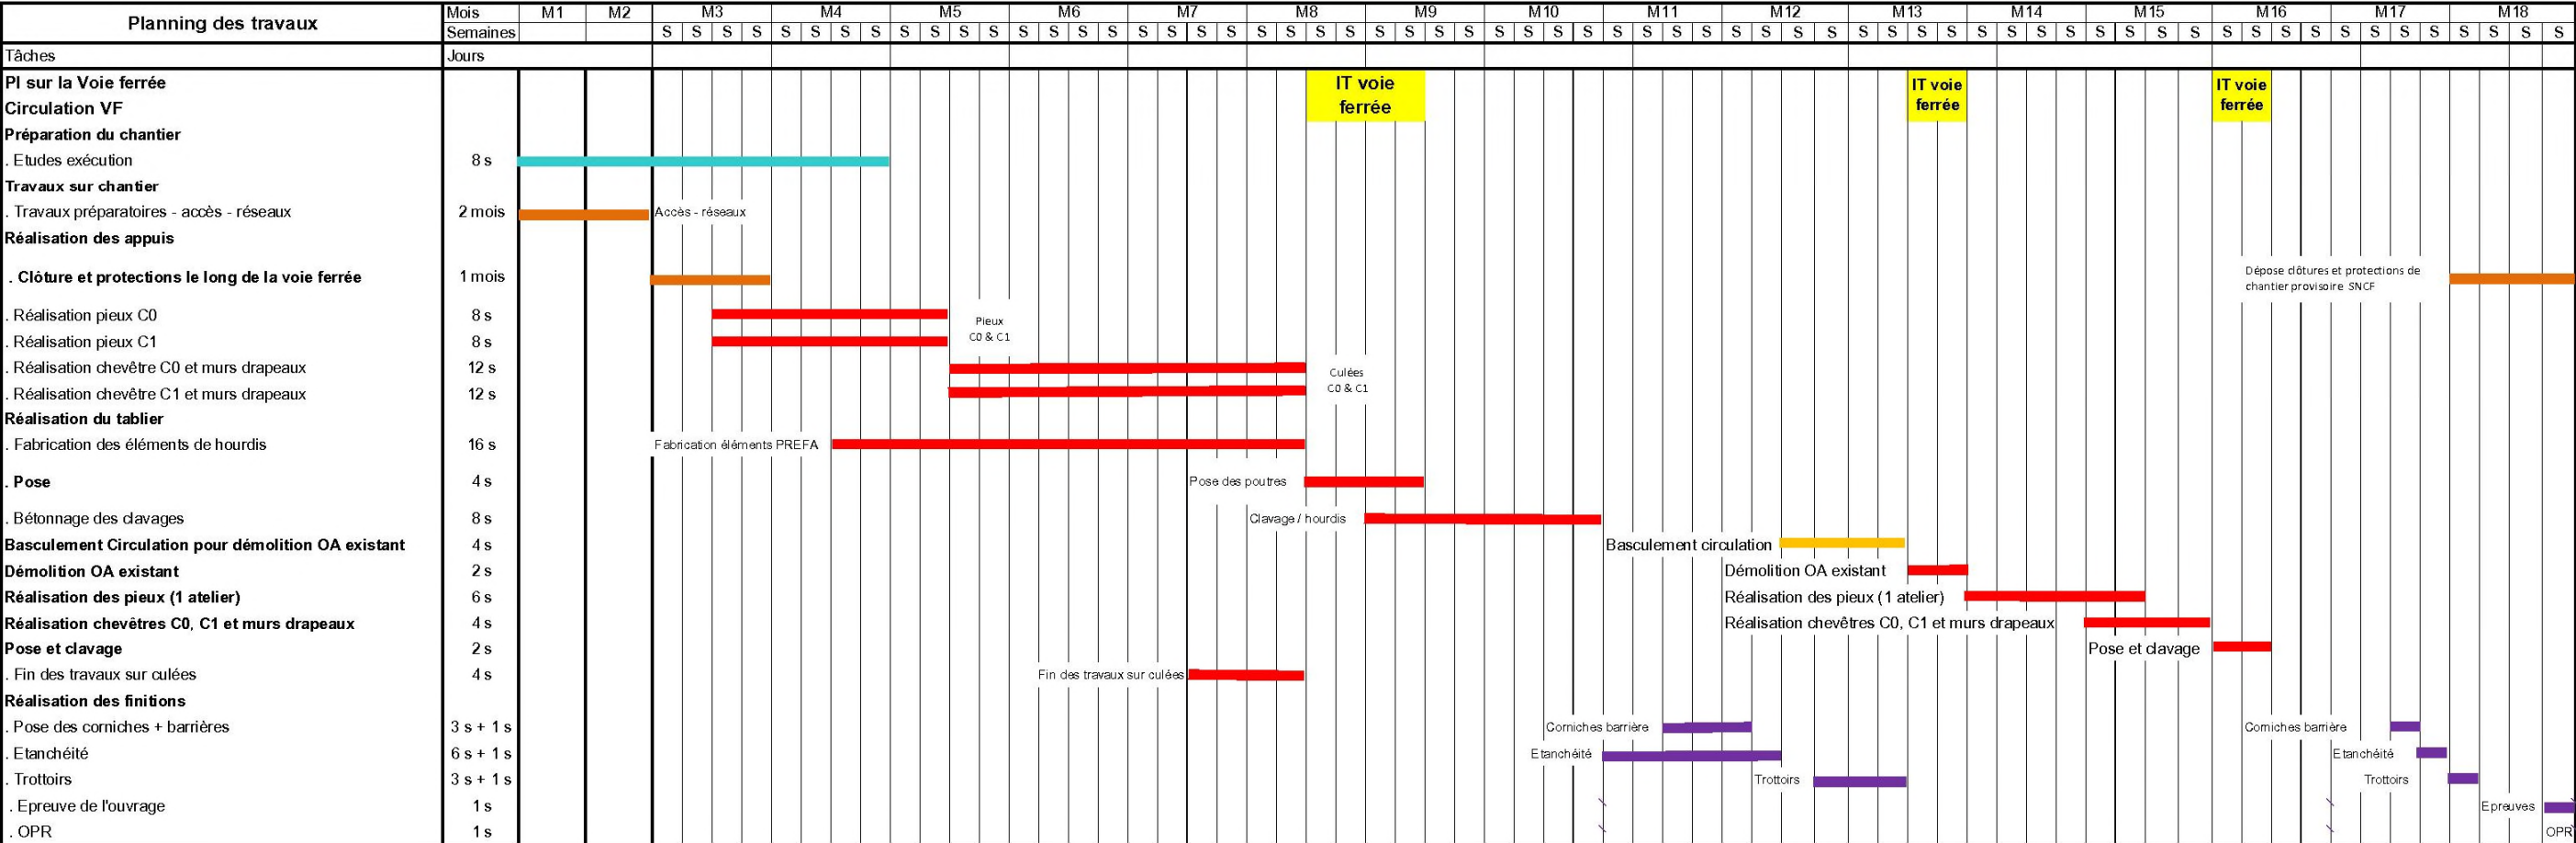 Planning des travaux Mois M1 M2 M3 M4 M5 M6 M7 M8 M9 M10 M11 M12 M13 M14 M15 M16 M17 M18
Semaines S S S S S S S S S S S S S S S S S S S S S S S S S S S S S S S S S S S S S S S S S S S S S S S S S S S S S S S S S S S S S S S S
Tâches Jours
PI sur la Voie ferrée IT voie IT voie IT voie
Circulation VF ferrée ferrée ferrée
Préparation du chantier
. Etudes exécution 8 s
Travaux sur chantier
. Travaux préparatoires - accès - réseaux 2 mois Accès - réseaux
Réalisation des appuis
. Clôture et protections le long de la voie ferrée 1 mois Dépose clôtures et protections de
chantier provisoire SNCF
. Réalisation pieux C0 8 s Pieux
. Réalisation pieux C1 8 s C0 & C1
. Réalisation chevêtre C0 et murs drapeaux 12 s Culées
. Réalisation chevêtre C1 et murs drapeaux 12 s C0 & C1
Réalisation du tablier
. Fabrication des éléments de hourdis 16 s Fabrication éléments PREFA
. Pose 4 s Pose des poutres
. Bétonnage des clavages 8 s Clavage / hourdis
Basculement Circulation pour démolition OA existant 4 s Basculement circulation
Démolition OA existant 2 s Démolition OA existant
Réalisation des pieux (1 atelier) 6 s Réalisation des pieux (1 atelier)
Réalisation chevêtres C0, C1 et murs drapeaux 4 s Réalisation chevêtres C0, C1 et murs drapeaux
Pose et clavage 2 s Pose et clavage
. Fin des travaux sur culées 4 s Fin des travaux sur culées
Réalisation des finitions
. Pose des corniches + barrières 3 s + 1 s Corniches barrière Corniches barrière
. Etanchéité 6 s + 1 s Etanchéité Etanchéité
. Trottoirs 3 s + 1 s Trottoirs Trottoirs
. Epreuve de l'ouvrage 1 s Epreuves
. OPR 1 s OPR